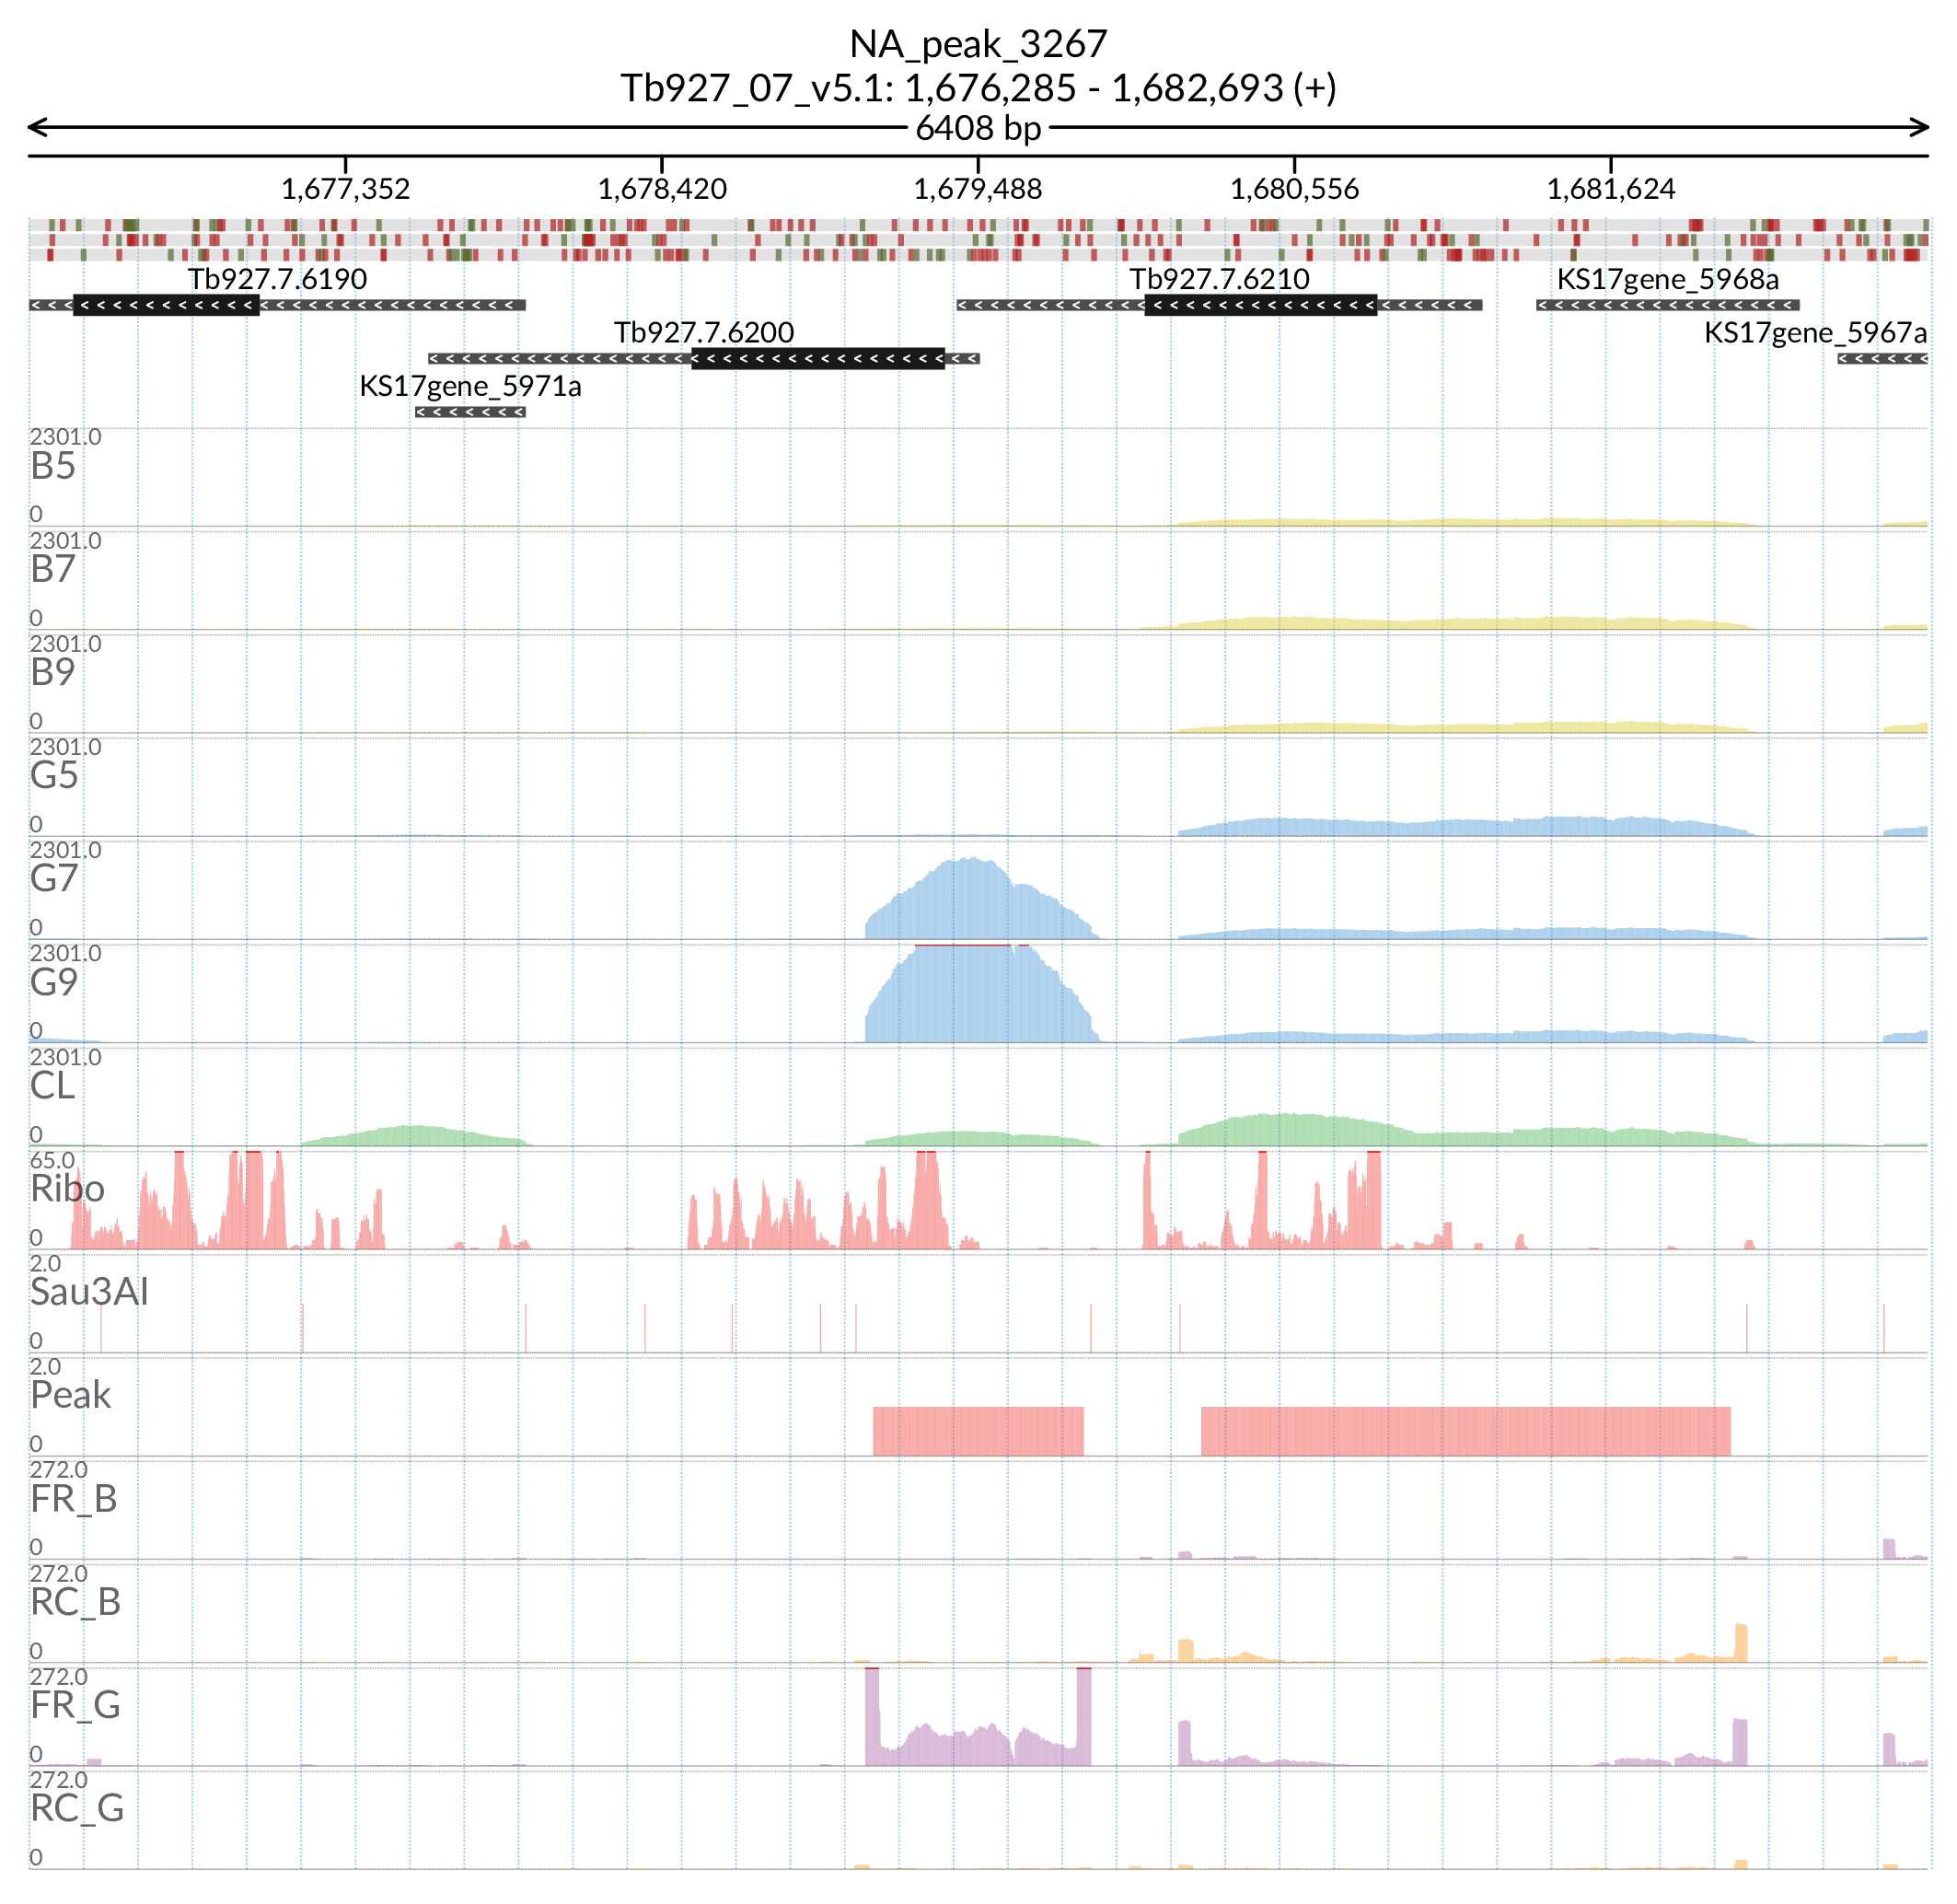 NA_peak_3267
Tb927_07_v5.1: 1,676,285 - 1,682,693 (+)
6408 bp
1,677,352 1,678,420 1,679,488 1,680,556 1,681,624
Tb927.7.6190 Tb927.7.6210 KS17gene_5968a
Tb927.7.6200 KS17gene_5967a
KS17gene_5971a
2301.0
B5
0
2301.0
B7
0
2301.0
B9
0
2301.0
G5
0
2301.0
G7
0
2301.0
G9
0
2301.0
CL
0
65.0
Ribo
0
2.0
Sau3AI
0
2.0
Peak
0
272.0
FR_B
0
272.0
RC_B
0
272.0
FR_G
0
272.0
RC_G
0